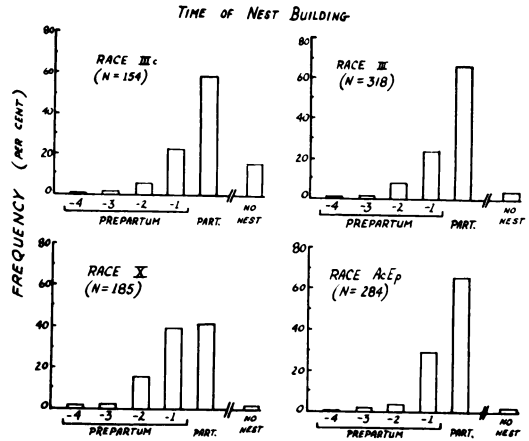 TIME OF NEST BUILDING
FREQUENCY (PER CENT)
80
60
40
20
0
RACE IIIc
(N=154)
-4 -3 -2 -1 PART. NO NEST
PREPARTUM
80
60
40
20
0
RACE III
(N=318)
-4 -3 -2 -1 PART. NO NEST
PREPARTUM
80
60
40
20
0
RACE X
(N=185)
-4 -3 -2 -1 PART. NO NEST
PREPARTUM
80
60
40
20
0
RACE AcEp
(N=284)
-4 -3 -2 -1 PART. NO NEST
PREPARTUM